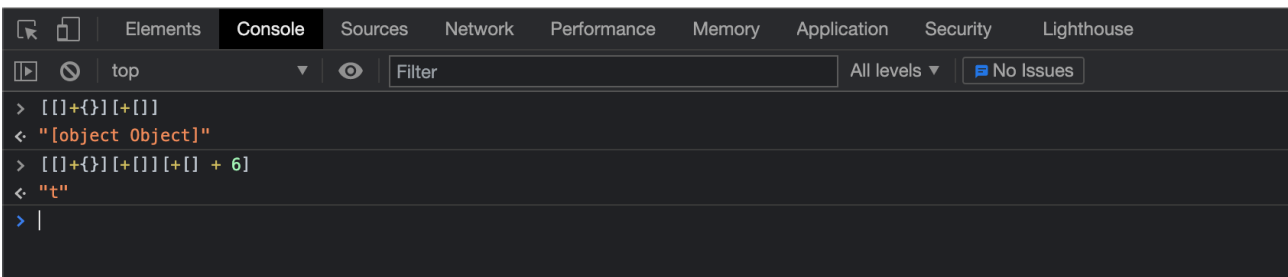 Elements Console Sources Network Performance Memory Application Security Lighthouse
top ▼ Filter All levels ▼ No Issues
> [[]+{}][+[]]
"[object Object]"
> [[]+{}][+[]][+[] + 6]
"t"
>